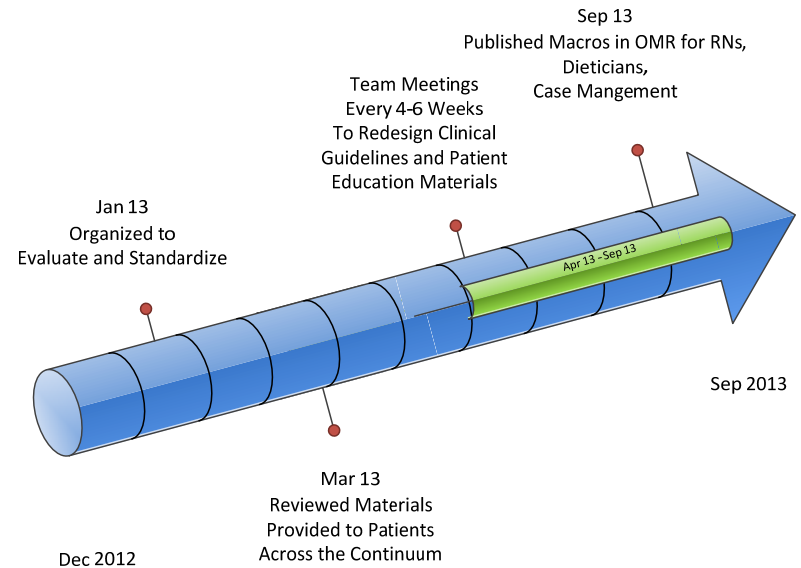 Sep 13
Published Macros in OMR for RNs,
Dieticians,
Case Mangement
Team Meetings
Every 4-6 Weeks
To Redesign Clinical
Guidelines and Patient
Education Materials
Jan 13
Organized to
Evaluate and Standardize
Apr 13 - Sep 13
Sep 2013
Mar 13
Reviewed Materials
Provided to Patients
Across the Continuum
Dec 2012